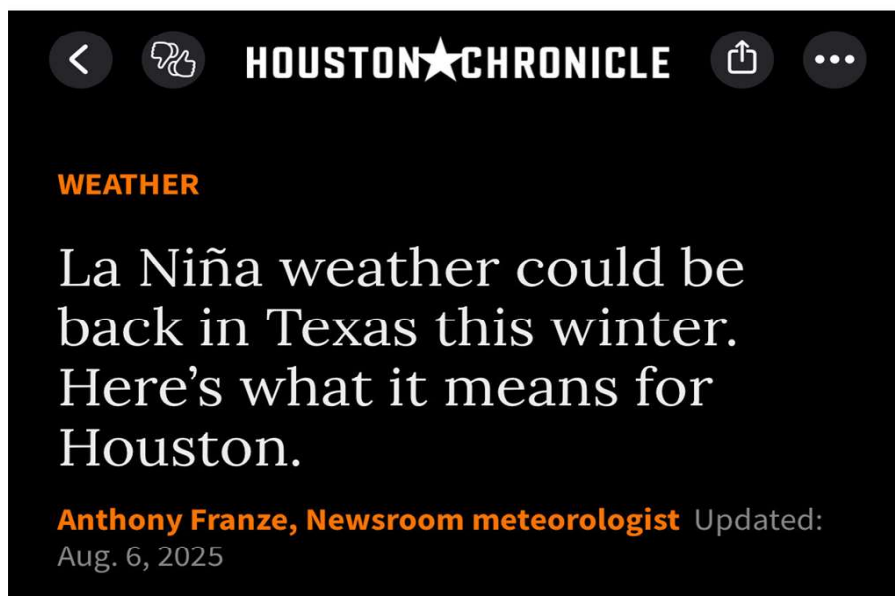 HOUSTON★CHRONICLE
WEATHER
La Niña weather could be
back in Texas this winter.
Here’s what it means for
Houston.
Anthony Franze, Newsroom meteorologist Updated:
Aug. 6, 2025